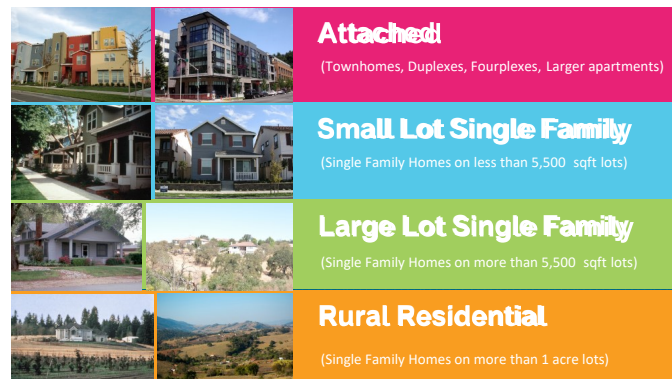 Attached
(Townhomes, Duplexes, Fourplexes, Larger apartments)
Small Lot Single Family
(Single Family Homes on less than 5,500 sqft lots)
Large Lot Single Family
(Single Family Homes on more than 5,500 sqft lots)
Rural Residential
(Single Family Homes on more than 1 acre lots)